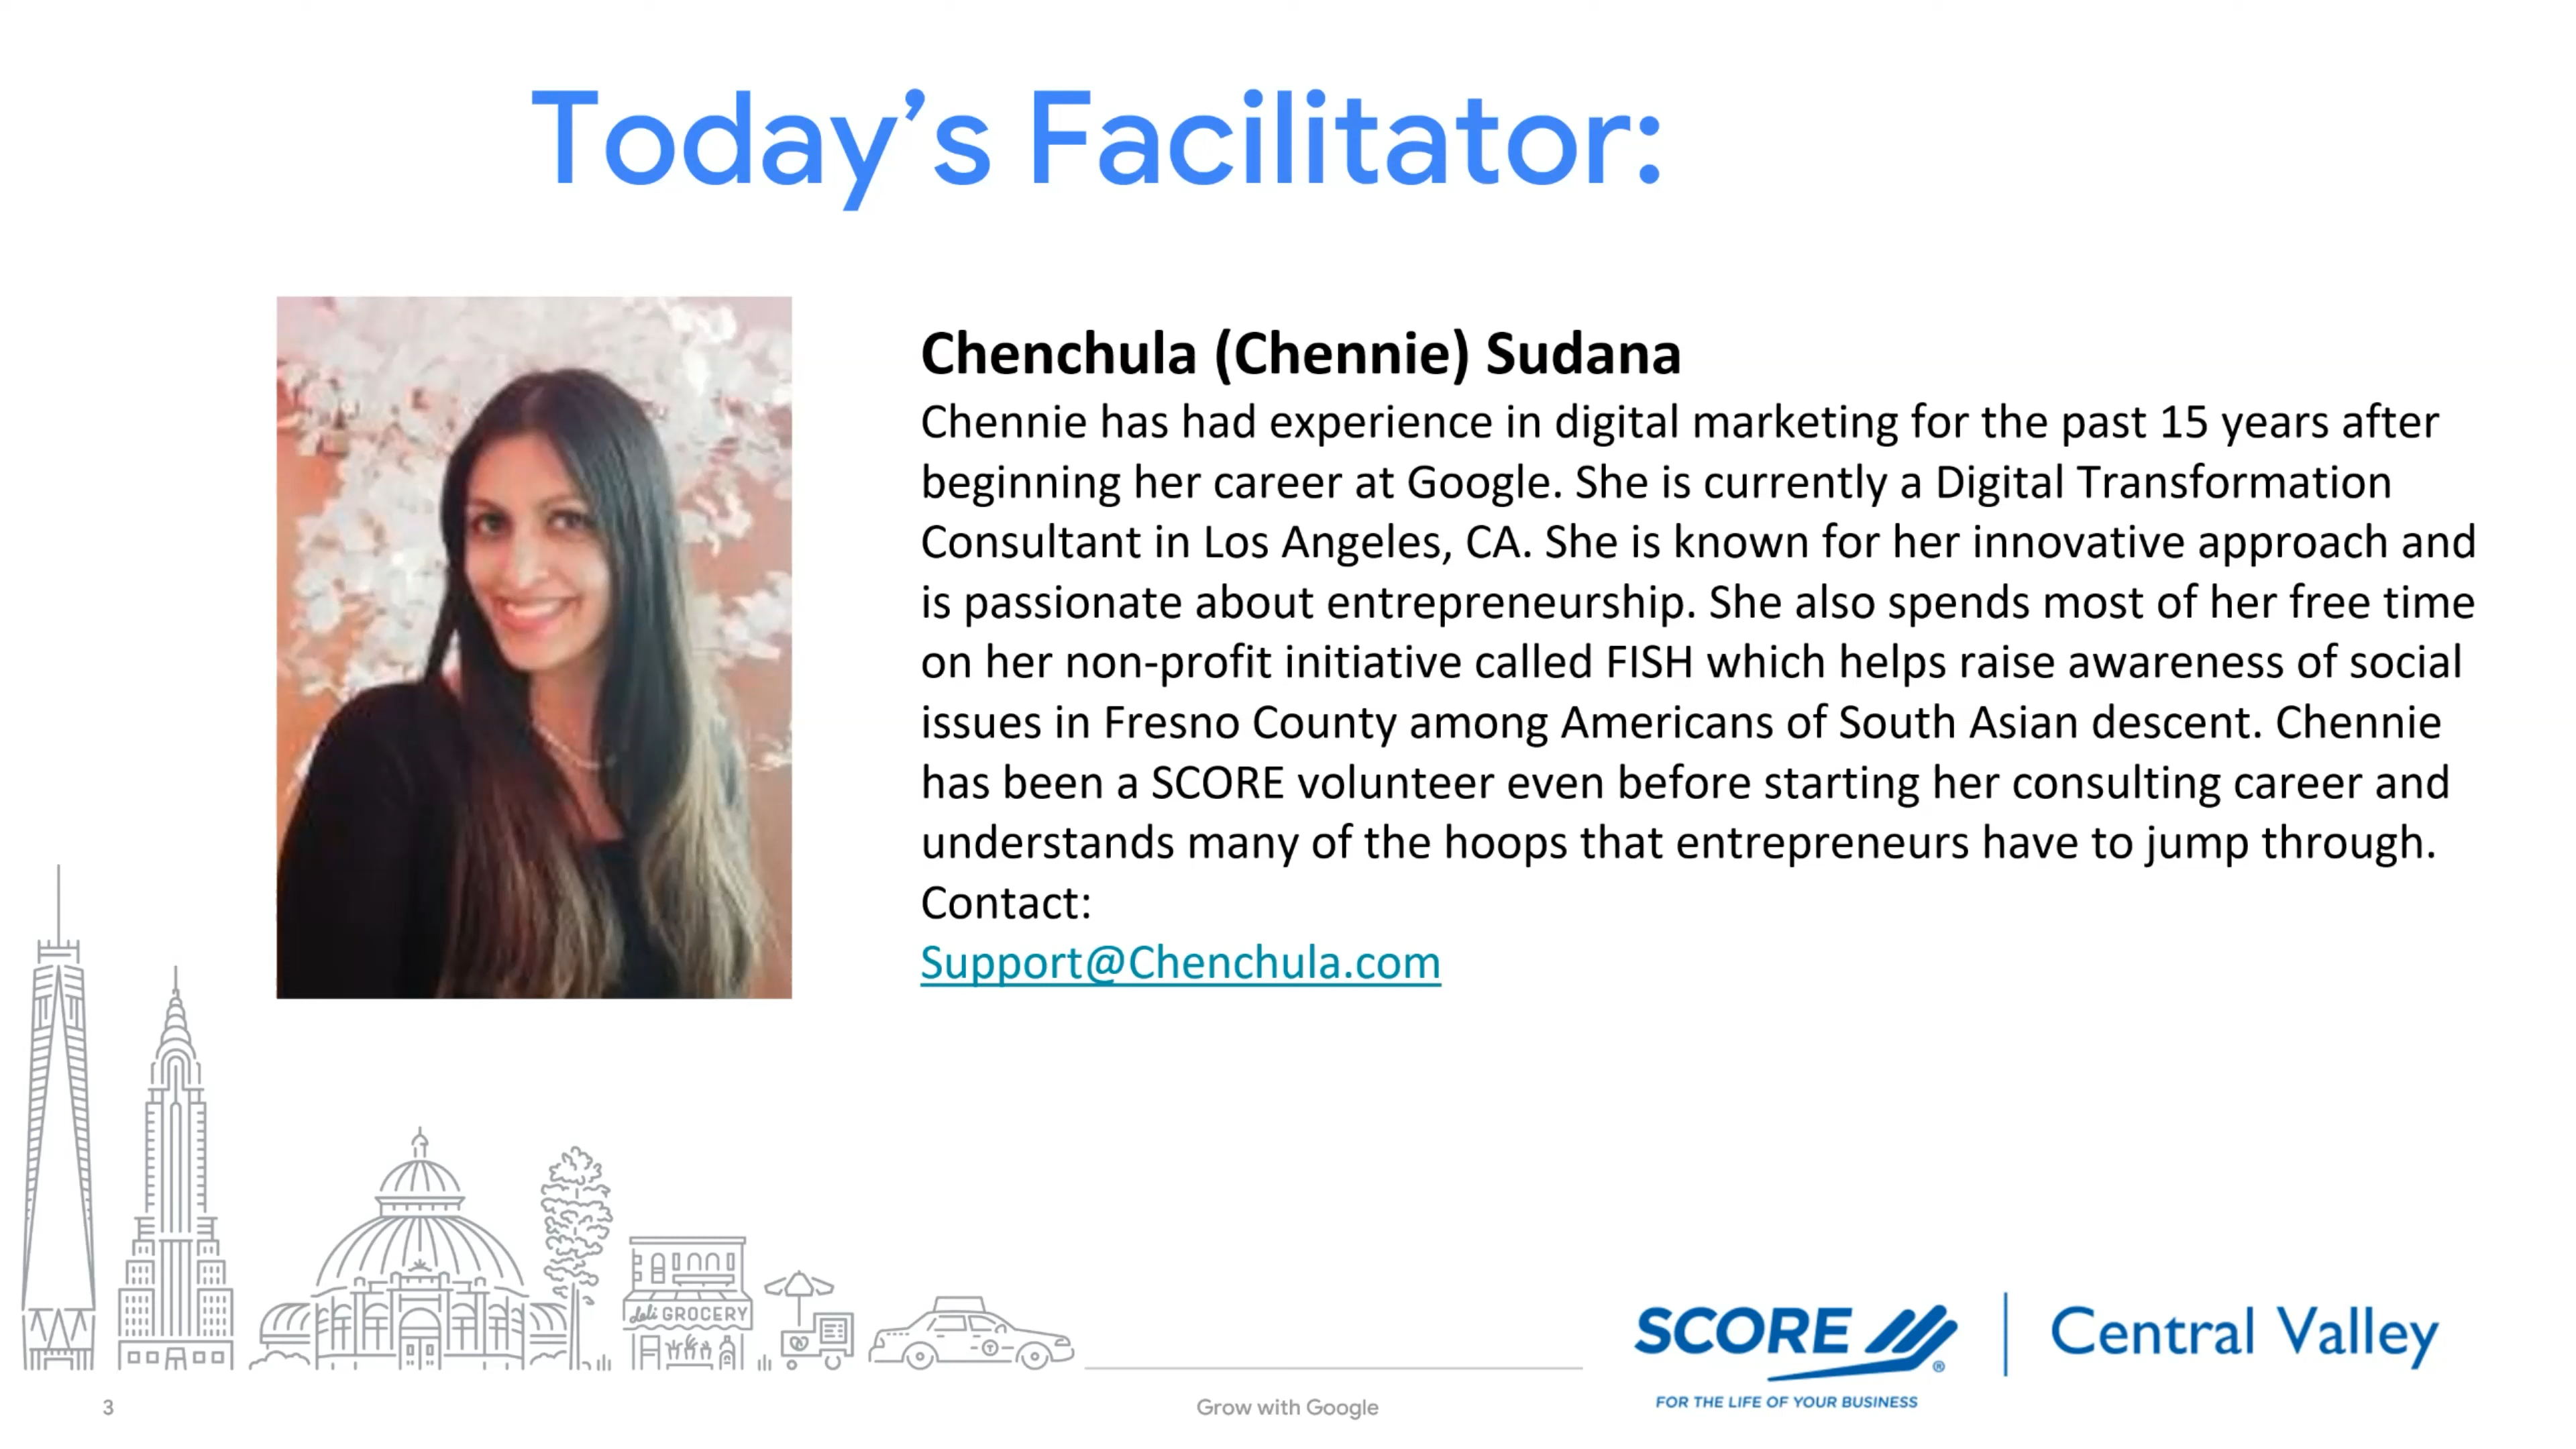 Today’s Facilitator:
Chenchula (Chennie) Sudana
Chennie has had experience in digital marketing for the past 15 years after
beginning her career at Google. She is currently a Digital Transformation
Consultant in Los Angeles, CA. She is known for her innovative approach and
is passionate about entrepreneurship. She also spends most of her free time
on her non-profit initiative called FISH which helps raise awareness of social
issues in Fresno County among Americans of South Asian descent. Chennie
has been a SCORE volunteer even before starting her consulting career and
understands many of the hoops that entrepreneurs have to jump through.
Contact:
Support@Chenchula.com
deli GROCERY
T
SCORE ®
FOR THE LIFE OF YOUR BUSINESS
Central Valley
3
Grow with Google